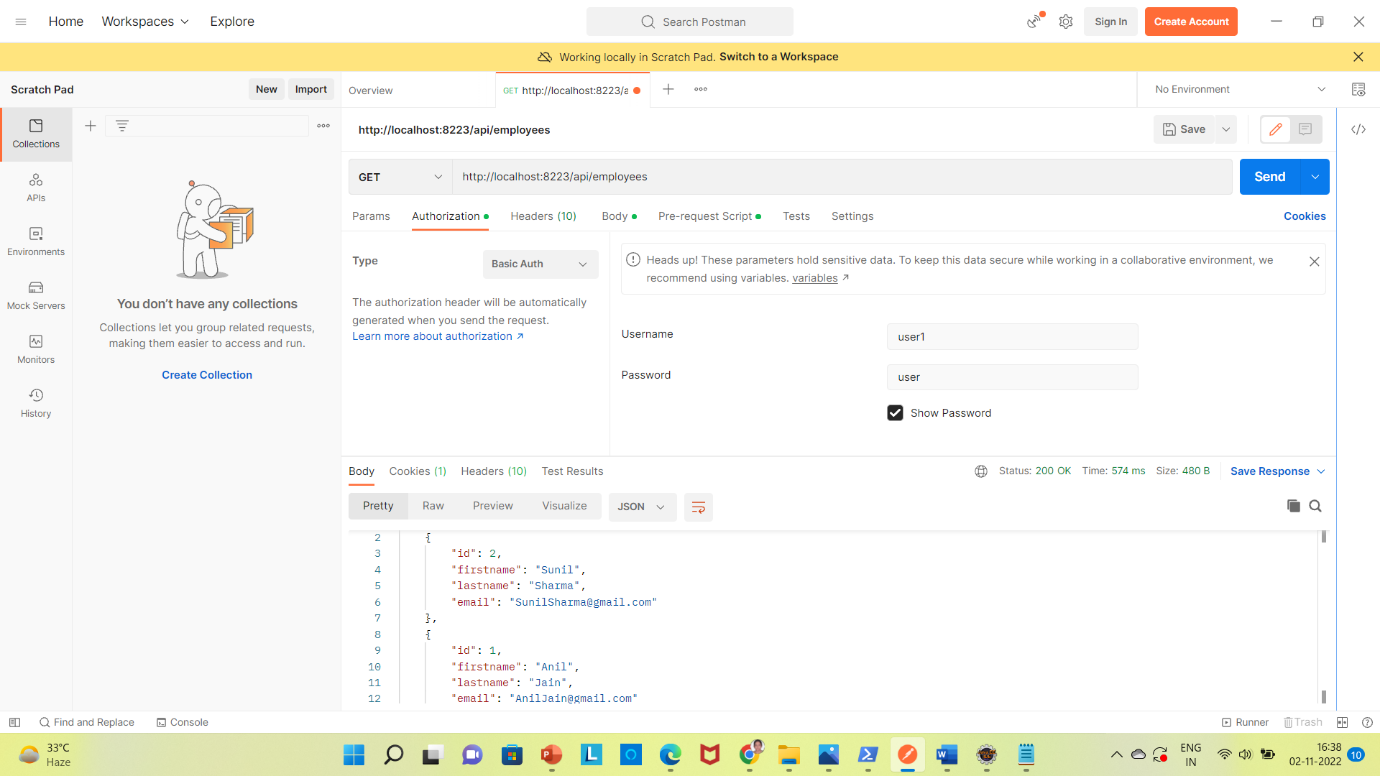 Home Workspaces Explore Search Postman Sign In Create Account
Working locally in Scratch Pad. Switch to a Workspace
Scratch Pad New Import Overview GET http://localhost:8223/a No Environment
Collections
APIs
Environments
Mock Servers
Monitors
History
You don't have any collections
Collections let you group related requests,
making them easier to access and run.
Create Collection
http://localhost:8223/api/employees Save
GET http://localhost:8223/api/employees Send
Params Authorization Headers (10) Body Pre-request Script Tests Settings Cookies
Type Basic Auth
The authorization header will be automatically
generated when you send the request.
Learn more about authorization ↗
Heads up! These parameters hold sensitive data. To keep this data secure while working in a collaborative environment, we
recommend using variables. variables ↗
Username user1
Password user
Show Password
Body Cookies (1) Headers (10) Test Results Status: 200 OK Time: 574 ms Size: 480 B Save Response
Pretty Raw Preview Visualize JSON
2 {
3 "id": 2,
4 "firstname": "Sunil",
5 "lastname": "Sharma",
6 "email": "SunilSharma@gmail.com"
7 },
8 {
9 "id": 1,
10 "firstname": "Anil",
11 "lastname": "Jain",
12 "email": "AnilJain@gmail.com"
Find and Replace Console Runner Trash
33°C
Haze
ENG
IN
16:38
02-11-2022
10